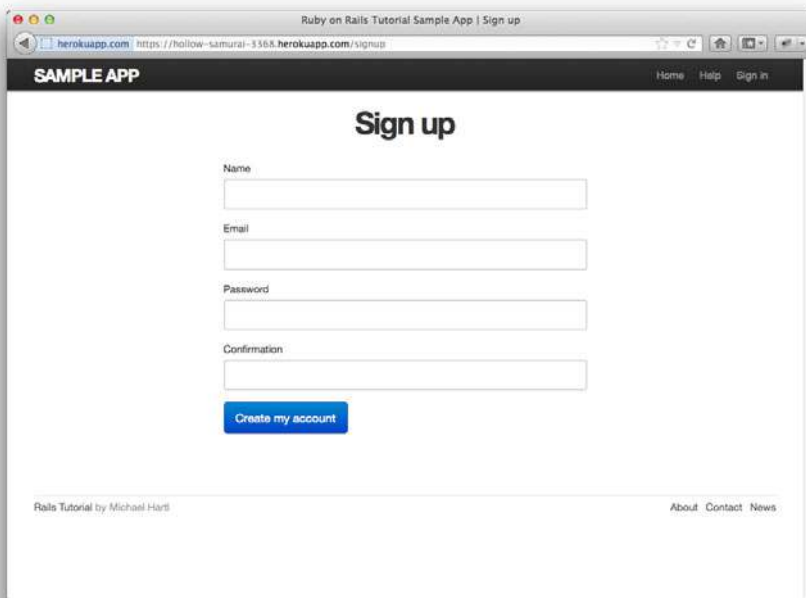 Ruby on Rails Tutorial Sample App | Sign up
herokuapp.com https://hollow-samurai-3368.herokuapp.com/signup
SAMPLE APP Home Help Sign in
Sign up
Name
Email
Password
Confirmation
Create my account
Rails Tutorial by Michael Hartl About Contact News